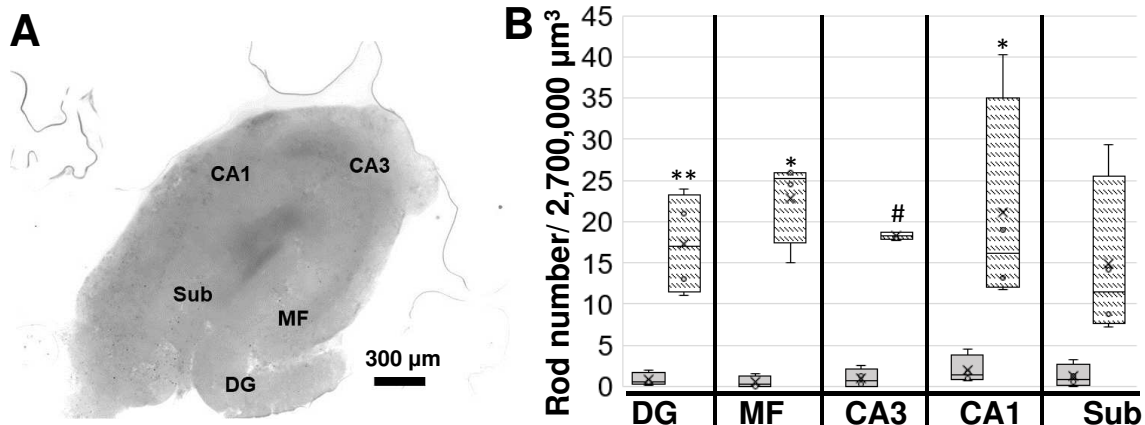 A
CA1
CA3
Sub
MF
DG
300 µm
B
Rod number/ 2,700,000 µm³
45
40
35
30
25
20
15
10
5
0
**
*
#
*
DG
MF
CA3
CA1
Sub